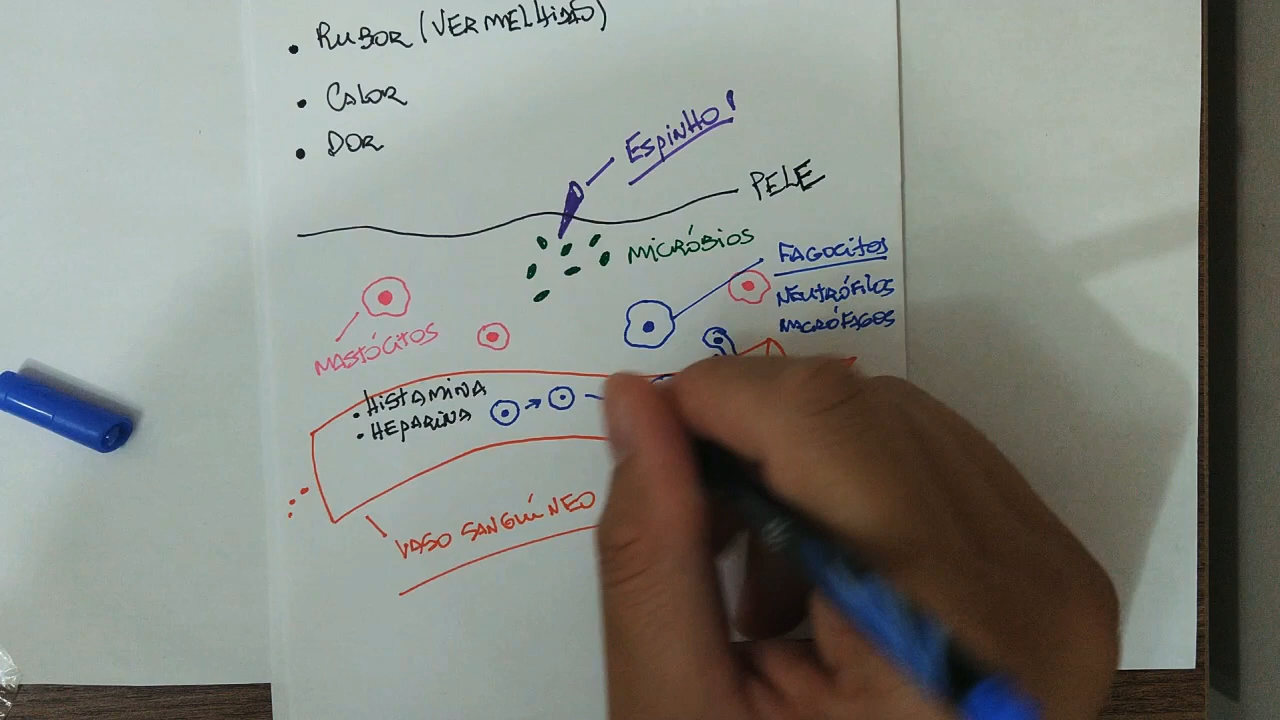 • RUBOR (VERMELHIDÃO)
• CALOR
• DOR
ESPINHO!
PELE
MICRÓBIOS
FAGOCITOS
NEUTRÓFILOS
MACRÓFAGOS
MASTÓCITOS
• HISTAMINA
• HEPARINA
VASO SANGUÍNEO